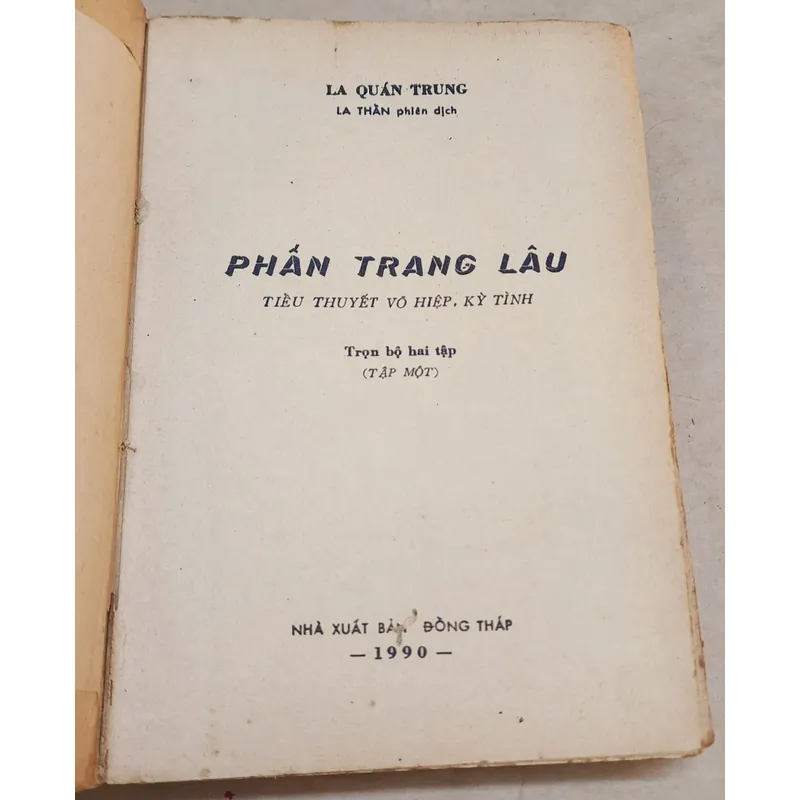 LA QUÁN TRUNG
LA THẦN phiên dịch
PHẤN TRANG LÂU
TIỂU THUYẾT VÕ HIỆP, KỲ TÌNH
Trọn bộ hai tập
(TẬP MỘT)
NHÀ XUẤT BẢN ĐỒNG THÁP
— 1990 —